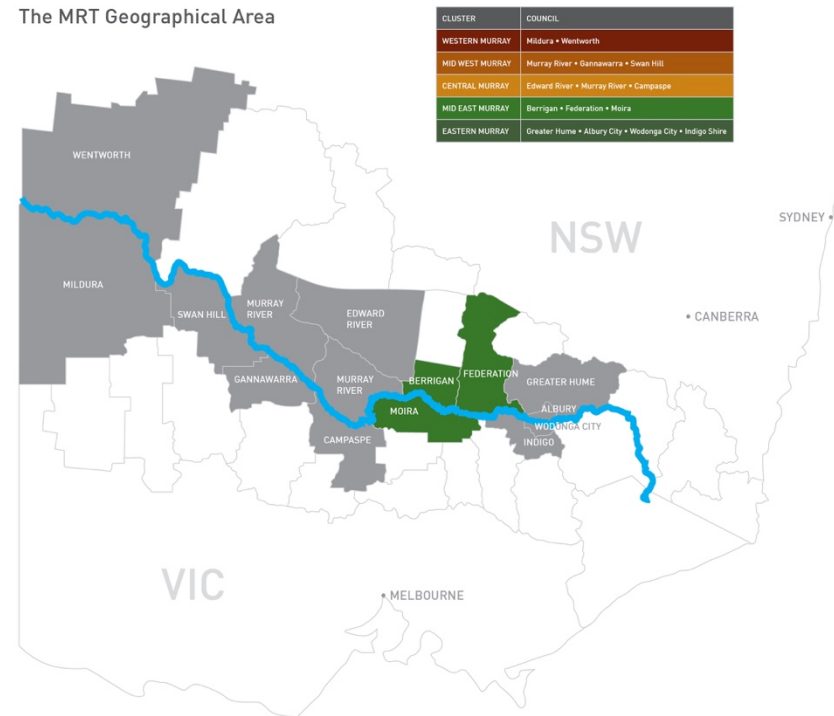 The MRT Geographical Area
CLUSTER COUNCIL
WESTERN MURRAY Mildura • Wentworth
MID WEST MURRAY Murray River • Gannawarra • Swan Hill
CENTRAL MURRAY Edward River • Murray River • Campaspe
MID EAST MURRAY Berrigan • Federation • Moira
EASTERN MURRAY Greater Hume • Albury City • Wodonga City • Indigo Shire
WENTWORTH
SYDNEY
NSW
MILDURA
MURRAY
RIVER
SWAN HILL
EDWARD
RIVER
CANBERRA
GANNAWARRA
MURRAY
RIVER
BERRIGAN
FEDERATION
GREATER HUME
MOIRA
ALBURY
WODONGA CITY
CAMPASPE
INDIGO
VIC
MELBOURNE